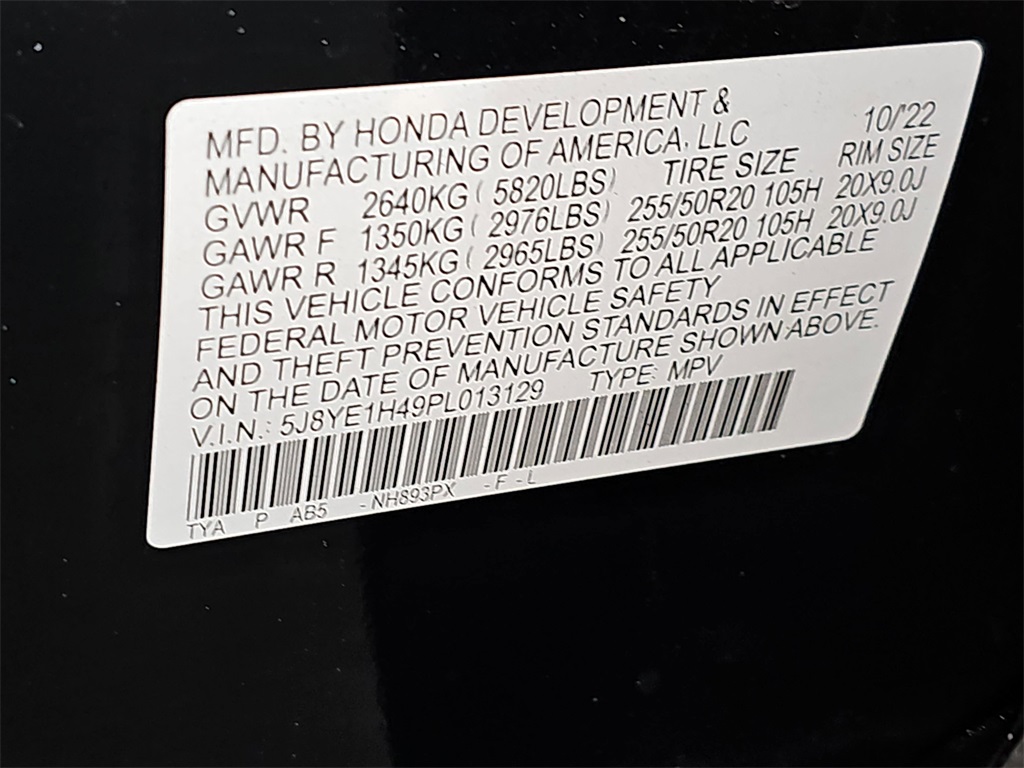 MFD. BY HONDA DEVELOPMENT & 10/'22
MANUFACTURING OF AMERICA, LLC
GVWR 2640KG( 5820LBS) TIRE SIZE RIM SIZE
GAWR F 1350KG( 2976LBS) 255/50R20 105H 20X9.0J
GAWR R 1345KG( 2965LBS) 255/50R20 105H 20X9.0J
THIS VEHICLE CONFORMS TO ALL APPLICABLE
FEDERAL MOTOR VEHICLE SAFETY
AND THEFT PREVENTION STANDARDS IN EFFECT
ON THE DATE OF MANUFACTURE SHOWN ABOVE.
V.I.N.: 5J8YE1H49PL013129 TYPE: MPV
TYA P AB5 -NH893PX -F-L